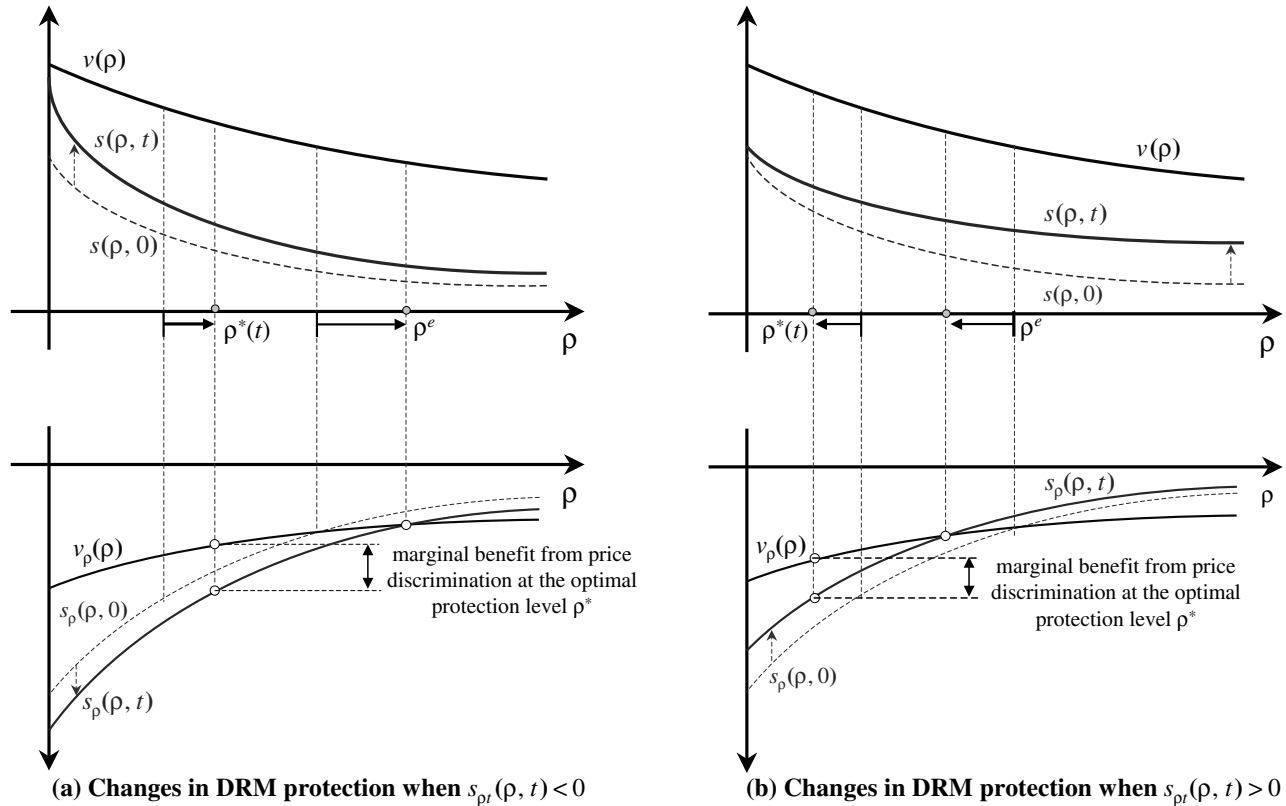 v(ρ)
s(ρ, t)
s(ρ, 0)
ρ*(t)
ρᵉ
ρ
ρ
v_ρ(ρ)
s_ρ(ρ, 0)
s_ρ(ρ, t)
marginal benefit from price
discrimination at the optimal
protection level ρ*
(a) Changes in DRM protection when s_ρt(ρ, t) < 0
v(ρ)
s(ρ, t)
s(ρ, 0)
ρ*(t)
ρᵉ
ρ
s_ρ(ρ, t)
ρ
v_ρ(ρ)
marginal benefit from price
discrimination at the optimal
protection level ρ*
s_ρ(ρ, 0)
(b) Changes in DRM protection when s_ρt(ρ, t) > 0